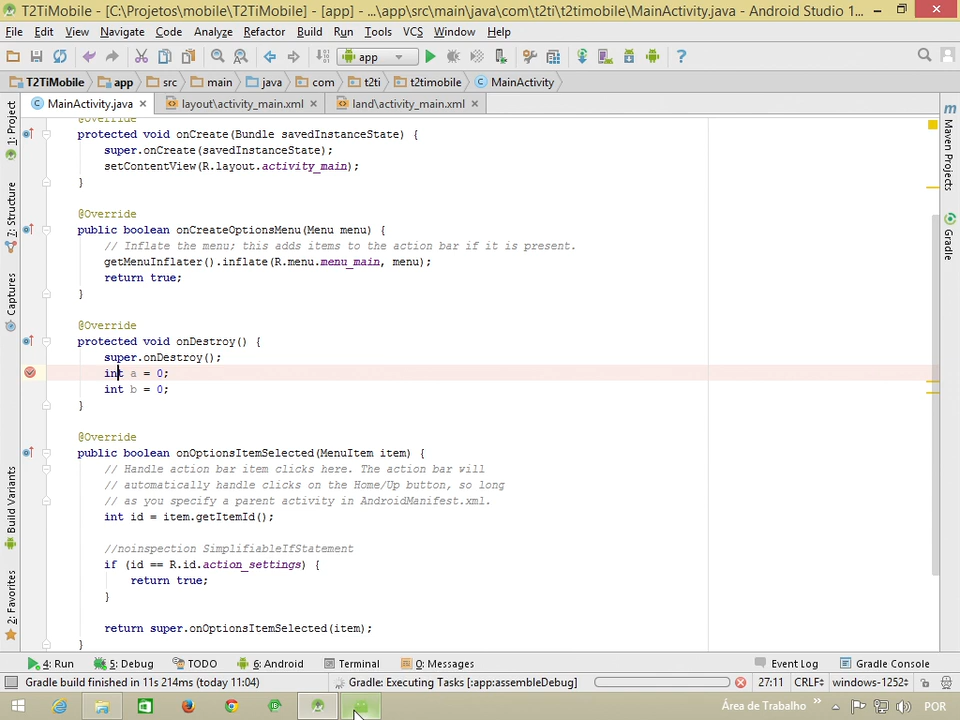 T2TiMobile - [C:\Projetos\mobile\T2TiMobile] - [app] - ...\app\src\main\java\com\t2ti\t2timobile\MainActivity.java - Android Studio 1...
File Edit View Navigate Code Analyze Refactor Build Run Tools VCS Window Help
app
T2TiMobile app src main java com t2ti t2timobile MainActivity
MainActivity.java layout\activity_main.xml land\activity_main.xml
@Override
protected void onCreate(Bundle savedInstanceState) {
super.onCreate(savedInstanceState);
setContentView(R.layout.activity_main);
}
@Override
public boolean onCreateOptionsMenu(Menu menu) {
// Inflate the menu; this adds items to the action bar if it is present.
getMenuInflater().inflate(R.menu.menu_main, menu);
return true;
}
@Override
protected void onDestroy() {
super.onDestroy();
int a = 0;
int b = 0;
}
@Override
public boolean onOptionsItemSelected(MenuItem item) {
// Handle action bar item clicks here. The action bar will
// automatically handle clicks on the Home/Up button, so long
// as you specify a parent activity in AndroidManifest.xml.
int id = item.getItemId();
//noinspection SimplifiableIfStatement
if (id == R.id.action_settings) {
return true;
}
return super.onOptionsItemSelected(item);
}
1: Project
7: Structure
Captures
Build Variants
2: Favorites
Maven Projects
Gradle
4: Run 5: Debug TODO 6: Android Terminal 0: Messages Event Log Gradle Console
Gradle build finished in 11s 214ms (today 11:04) Gradle: Executing Tasks [:app:assembleDebug] 27:11 CRLF windows-1252
Área de Trabalho POR